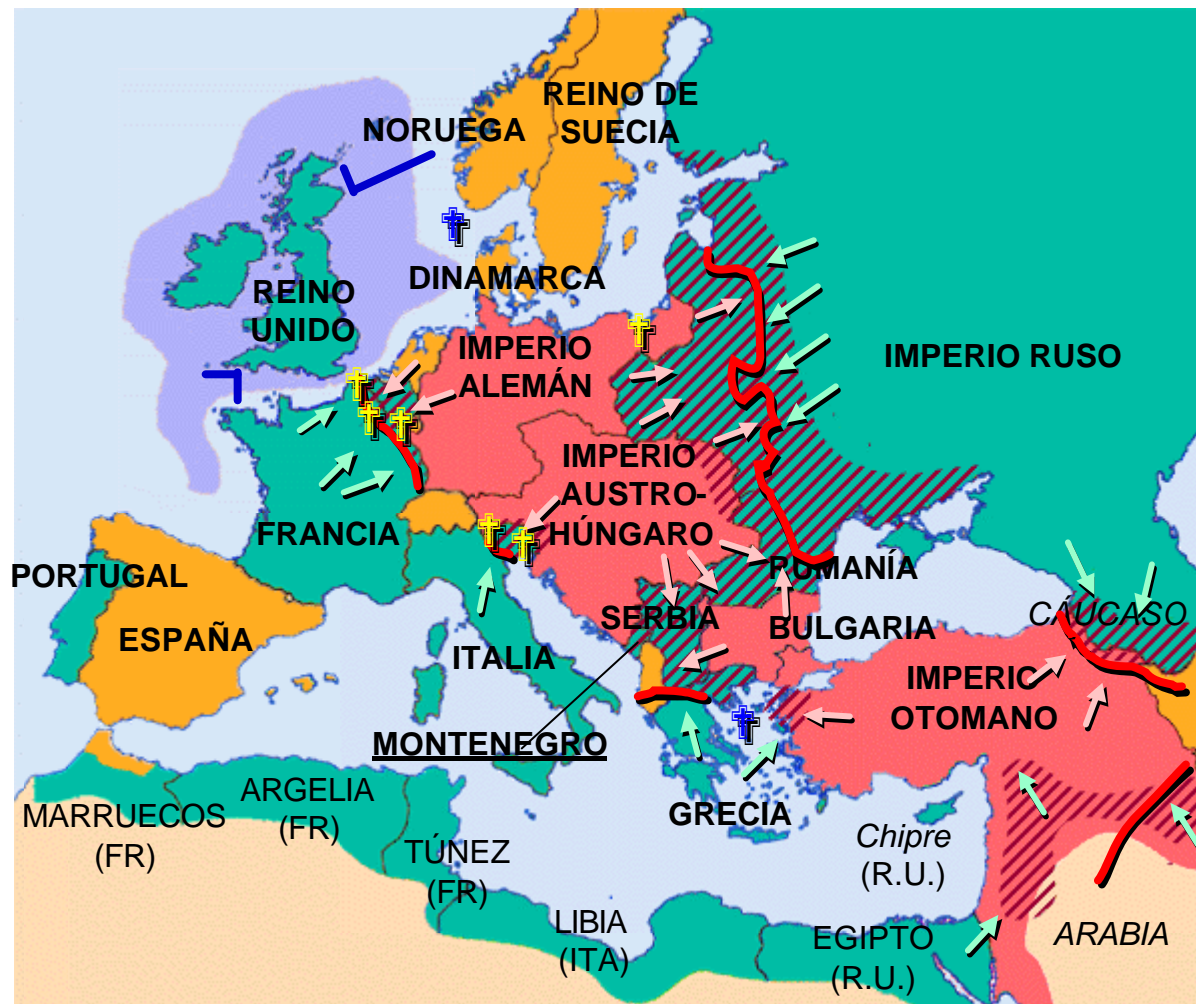 REINO DE
SUECIA
NORUEGA
DINAMARCA
REINO
UNIDO
IMPERIO
ALEMÁN
IMPERIO RUSO
IMPERIO
AUSTRO-
HÚNGARO
FRANCIA
PORTUGAL
ESPAÑA
RUMANÍA
SERBIA
BULGARIA
CÁUCASO
ITALIA
IMPERIO
OTOMANO
MONTENEGRO
GRECIA
MARRUECOS
(FR)
ARGELIA
(FR)
TÚNEZ
(FR)
Chipre
(R.U.)
LIBIA
(ITA)
EGIPTO
(R.U.)
ARABIA